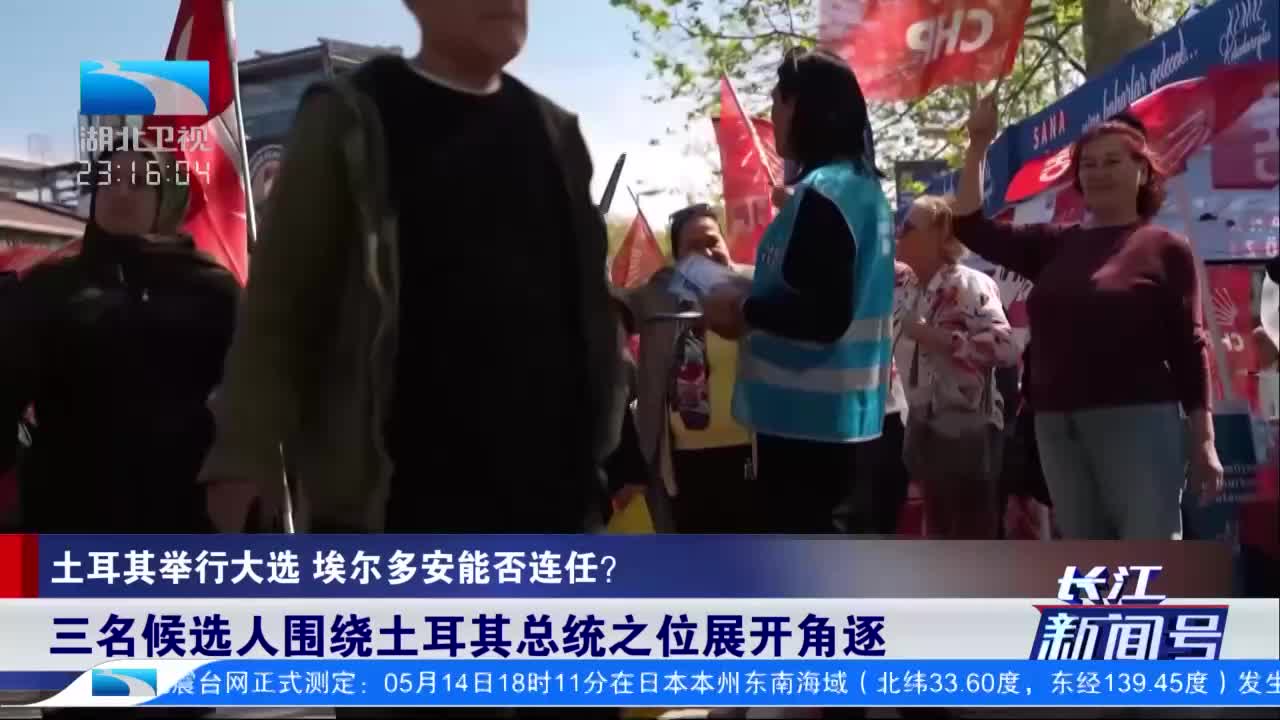 湖北卫视
23:16:04
CHP
SANA
yine baharlar gelecek...
土耳其举行大选 埃尔多安能否连任?
三名候选人围绕土耳其总统之位展开角逐
长江
新闻号
震台网正式测定：05月14日18时11分在日本本州东南海域（北纬33.60度，东经139.45度）发生